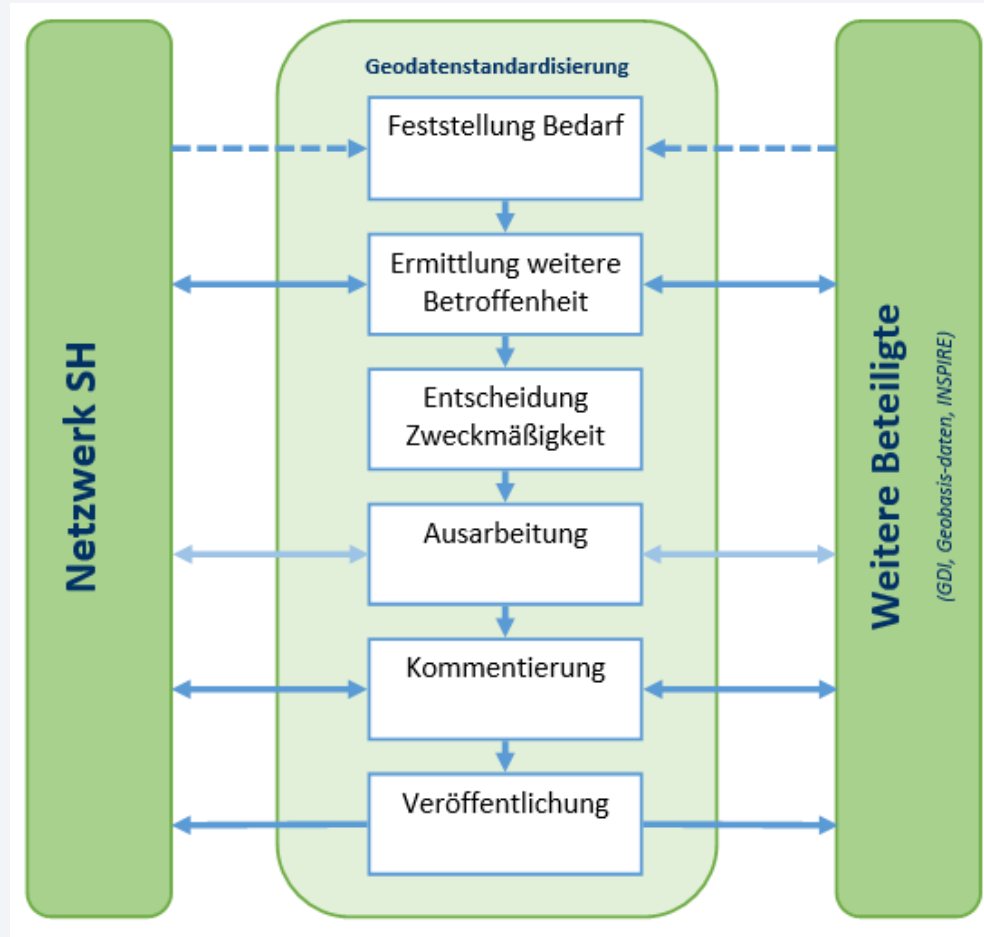 Geodatenstandardisierung
Feststellung Bedarf
Ermittlung weitere
Betroffenheit
Entscheidung
Zweckmäßigkeit
Ausarbeitung
Kommentierung
Veröffentlichung
Netzwerk SH
Weitere Beteiligte
(GDI, Geobasis-daten, INSPIRE)